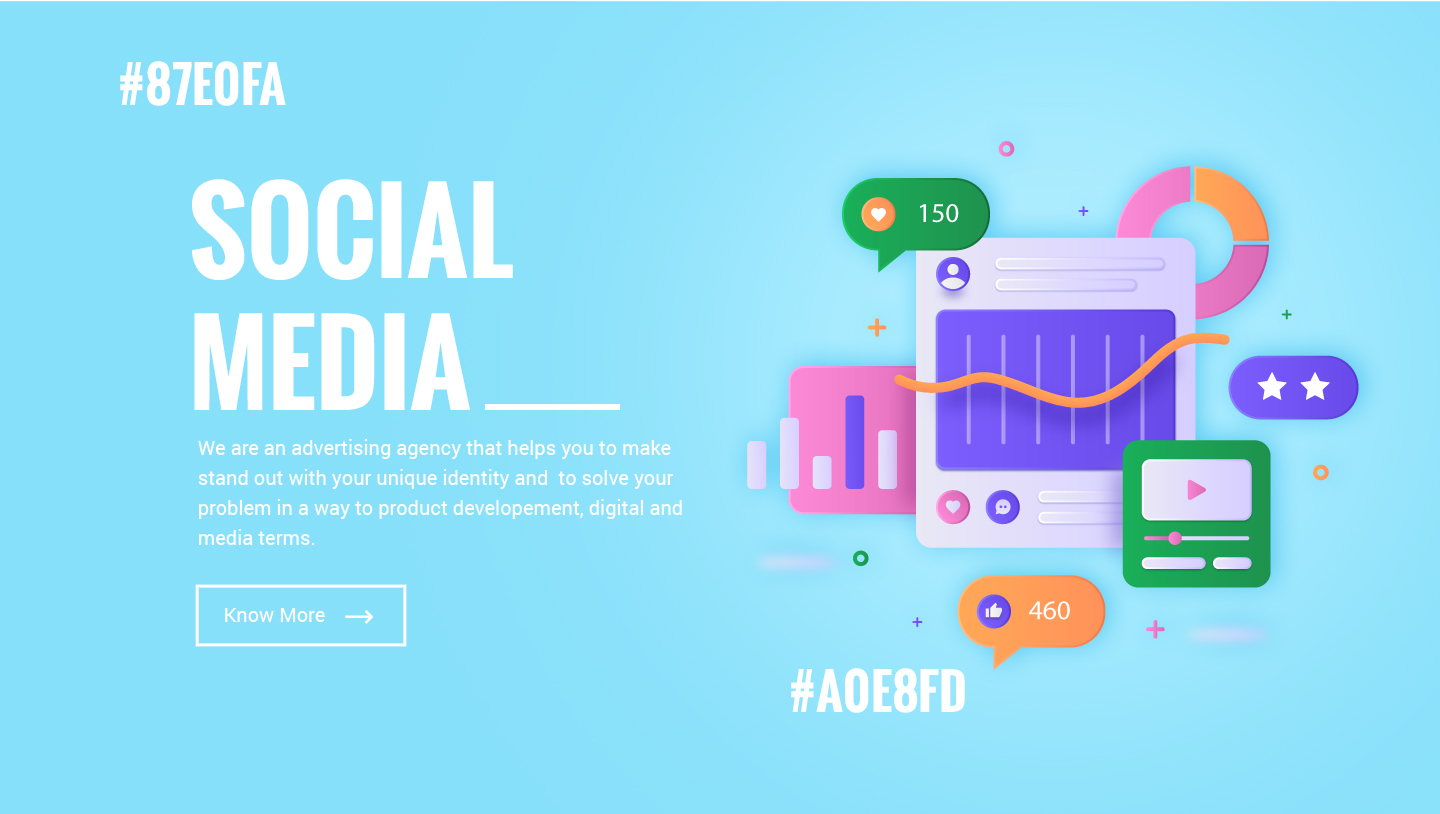 #87E0FA
SOCIAL
MEDIA
We are an advertising agency that helps you to make
stand out with your unique identity and  to solve your
problem in a way to product developement, digital and
media terms.
Know More
150
460
#A0E8FD